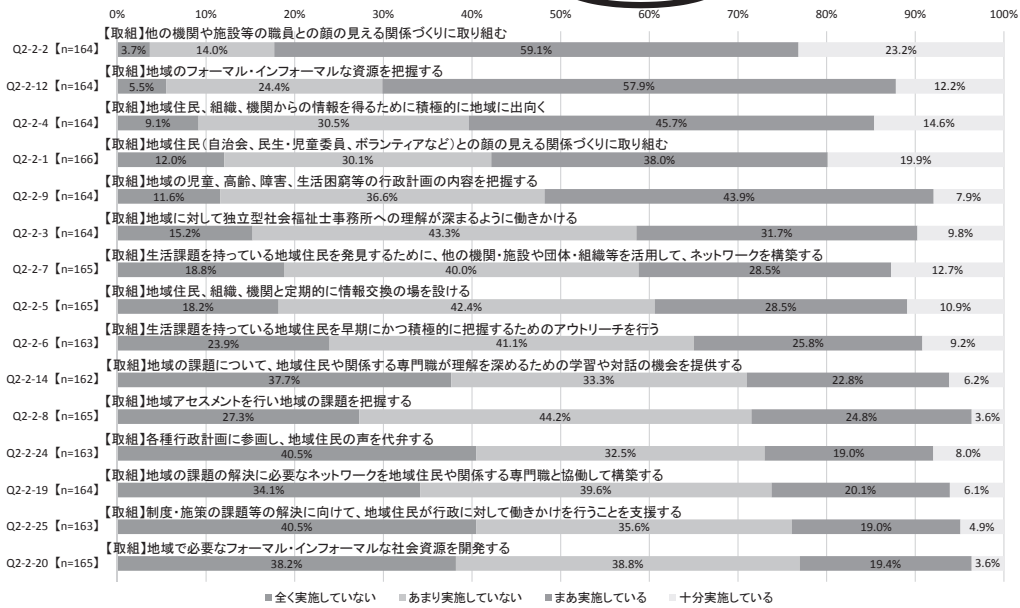 0% 10% 20% 30% 40% 50% 60% 70% 80% 90% 100%
【取組】他の機関や施設等の職員との顔の見える関係づくりに取り組む
Q2-2-2 【n=164】 3.7% 14.0% 59.1% 23.2%
【取組】地域のフォーマル・インフォーマルな資源を把握する
Q2-2-12 【n=164】 5.5% 24.4% 57.9% 12.2%
【取組】地域住民、組織、機関からの情報を得るために積極的に地域に出向く
Q2-2-4 【n=164】 9.1% 30.5% 45.7% 14.6%
【取組】地域住民（自治会、民生・児童委員、ボランティアなど）との顔の見える関係づくりに取り組む
Q2-2-1 【n=166】 12.0% 30.1% 38.0% 19.9%
【取組】地域の児童、高齢、障害、生活困窮等の行政計画の内容を把握する
Q2-2-9 【n=164】 11.6% 36.6% 43.9% 7.9%
【取組】地域に対して独立型社会福祉士事務所への理解が深まるように働きかける
Q2-2-3 【n=164】 15.2% 43.3% 31.7% 9.8%
【取組】生活課題を持っている地域住民を発見するために、他の機関・施設や団体・組織等を活用して、ネットワークを構築する
Q2-2-7 【n=165】 18.8% 40.0% 28.5% 12.7%
【取組】地域住民、組織、機関と定期的に情報交換の場を設ける
Q2-2-5 【n=165】 18.2% 42.4% 28.5% 10.9%
【取組】生活課題を持っている地域住民を早期にかつ積極的に把握するためのアウトリーチを行う
Q2-2-6 【n=163】 23.9% 41.1% 25.8% 9.2%
【取組】地域の課題について、地域住民や関係する専門職が理解を深めるための学習や対話の機会を提供する
Q2-2-14 【n=162】 37.7% 33.3% 22.8% 6.2%
【取組】地域アセスメントを行い地域の課題を把握する
Q2-2-8 【n=165】 27.3% 44.2% 24.8% 3.6%
【取組】各種行政計画に参画し、地域住民の声を代弁する
Q2-2-24 【n=163】 40.5% 32.5% 19.0% 8.0%
【取組】地域の課題の解決に必要なネットワークを地域住民や関係する専門職と協働して構築する
Q2-2-19 【n=164】 34.1% 39.6% 20.1% 6.1%
【取組】制度・施策の課題等の解決に向けて、地域住民が行政に対して働きかけを行うことを支援する
Q2-2-25 【n=163】 40.5% 35.6% 19.0% 4.9%
【取組】地域で必要なフォーマル・インフォーマルな社会資源を開発する
Q2-2-20 【n=165】 38.2% 38.8% 19.4% 3.6%
■全く実施していない ■あまり実施していない ■まあ実施している ■十分実施している